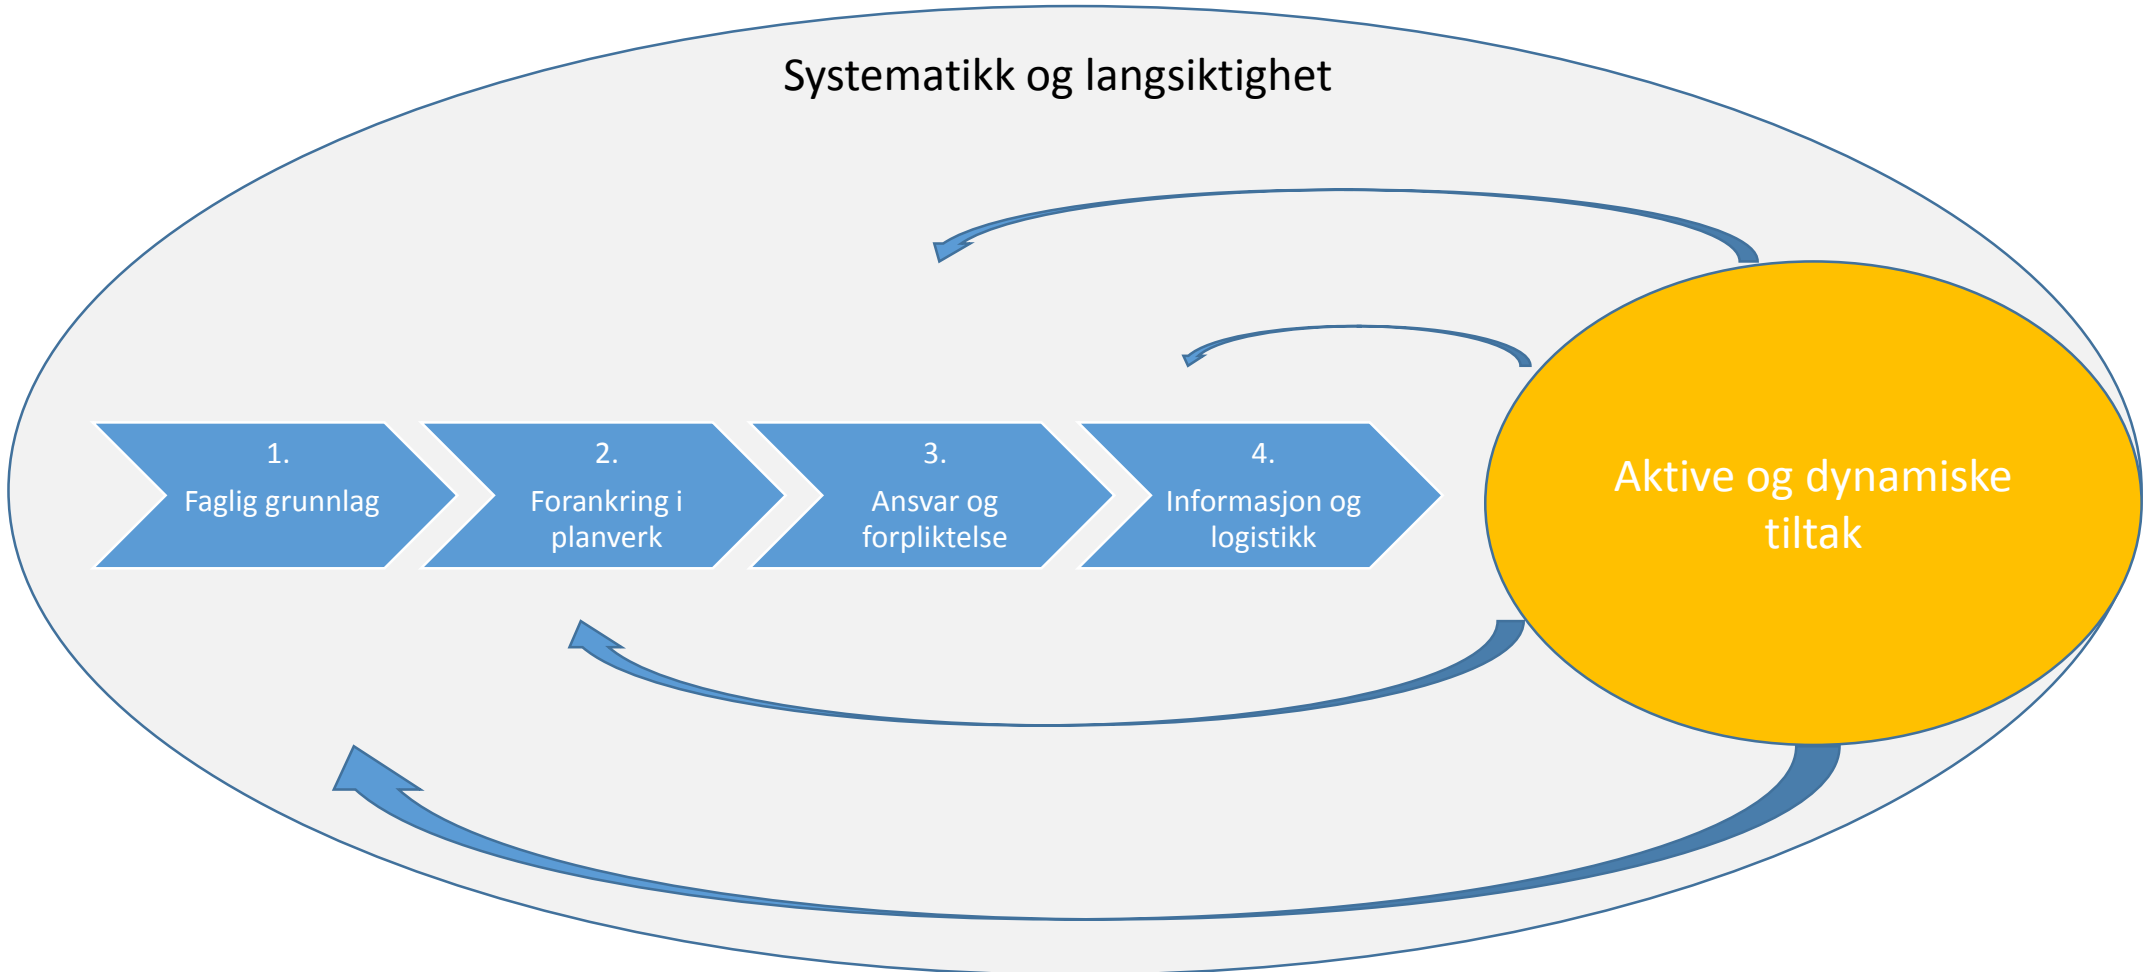 Systematikk og langsiktighet
1.
Faglig grunnlag
2.
Forankring i
planverk
3.
Ansvar og
forpliktelse
4.
Informasjon og
logistikk
Aktive og dynamiske
tiltak